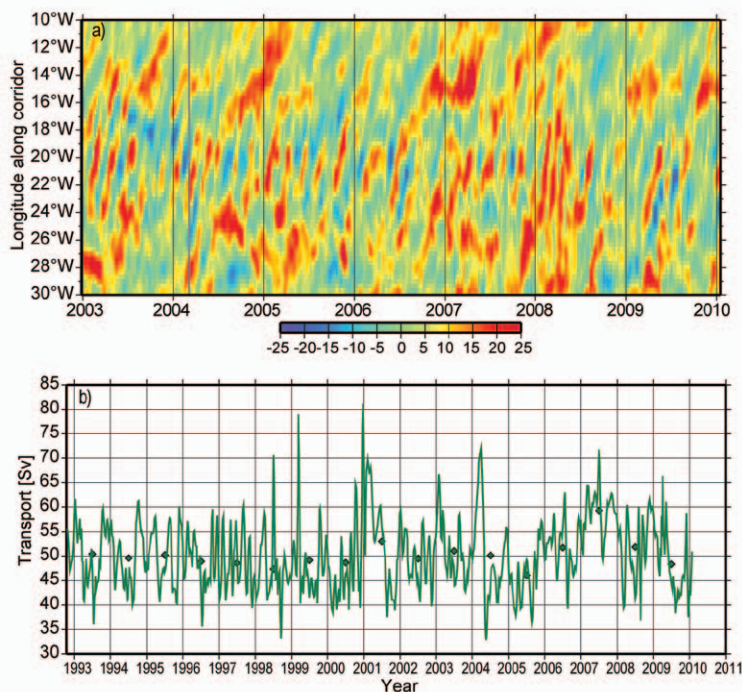 a)
Longitude along corridor
10°W
12°W
14°W
16°W
18°W
20°W
22°W
24°W
26°W
28°W
30°W
2003 2004 2005 2006 2007 2008 2009 2010
-25 -20 -15 -10 -5 0 5 10 15 20 25
b)
Transport [Sv]
85
80
75
70
65
60
55
50
45
40
35
30
1993 1994 1995 1996 1997 1998 1999 2000 2001 2002 2003 2004 2005 2006 2007 2008 2009 2010 2011
Year